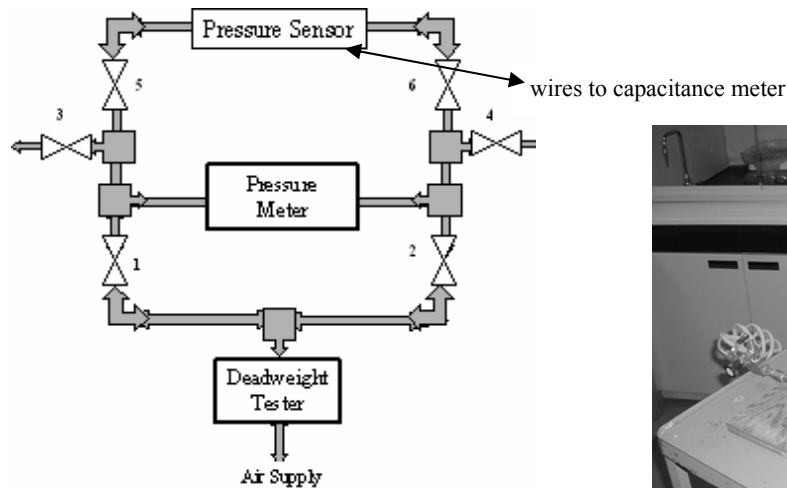 Pressure Sensor
wires to capacitance meter
5
6
3
4
Pressure
Meter
1
2
Deadweight
Tester
Air Supply